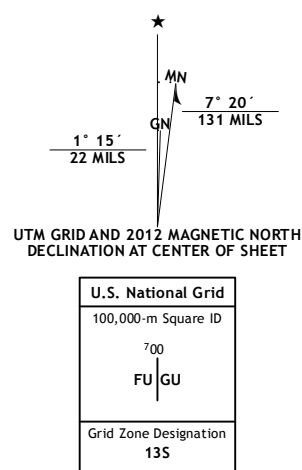 ★
MN
7° 20´
131 MILS
GN
1° 15´
22 MILS
UTM GRID AND 2012 MAGNETIC NORTH
DECLINATION AT CENTER OF SHEET
U.S. National Grid
100,000-m Square ID
⁷00
FU GU
Grid Zone Designation
13S